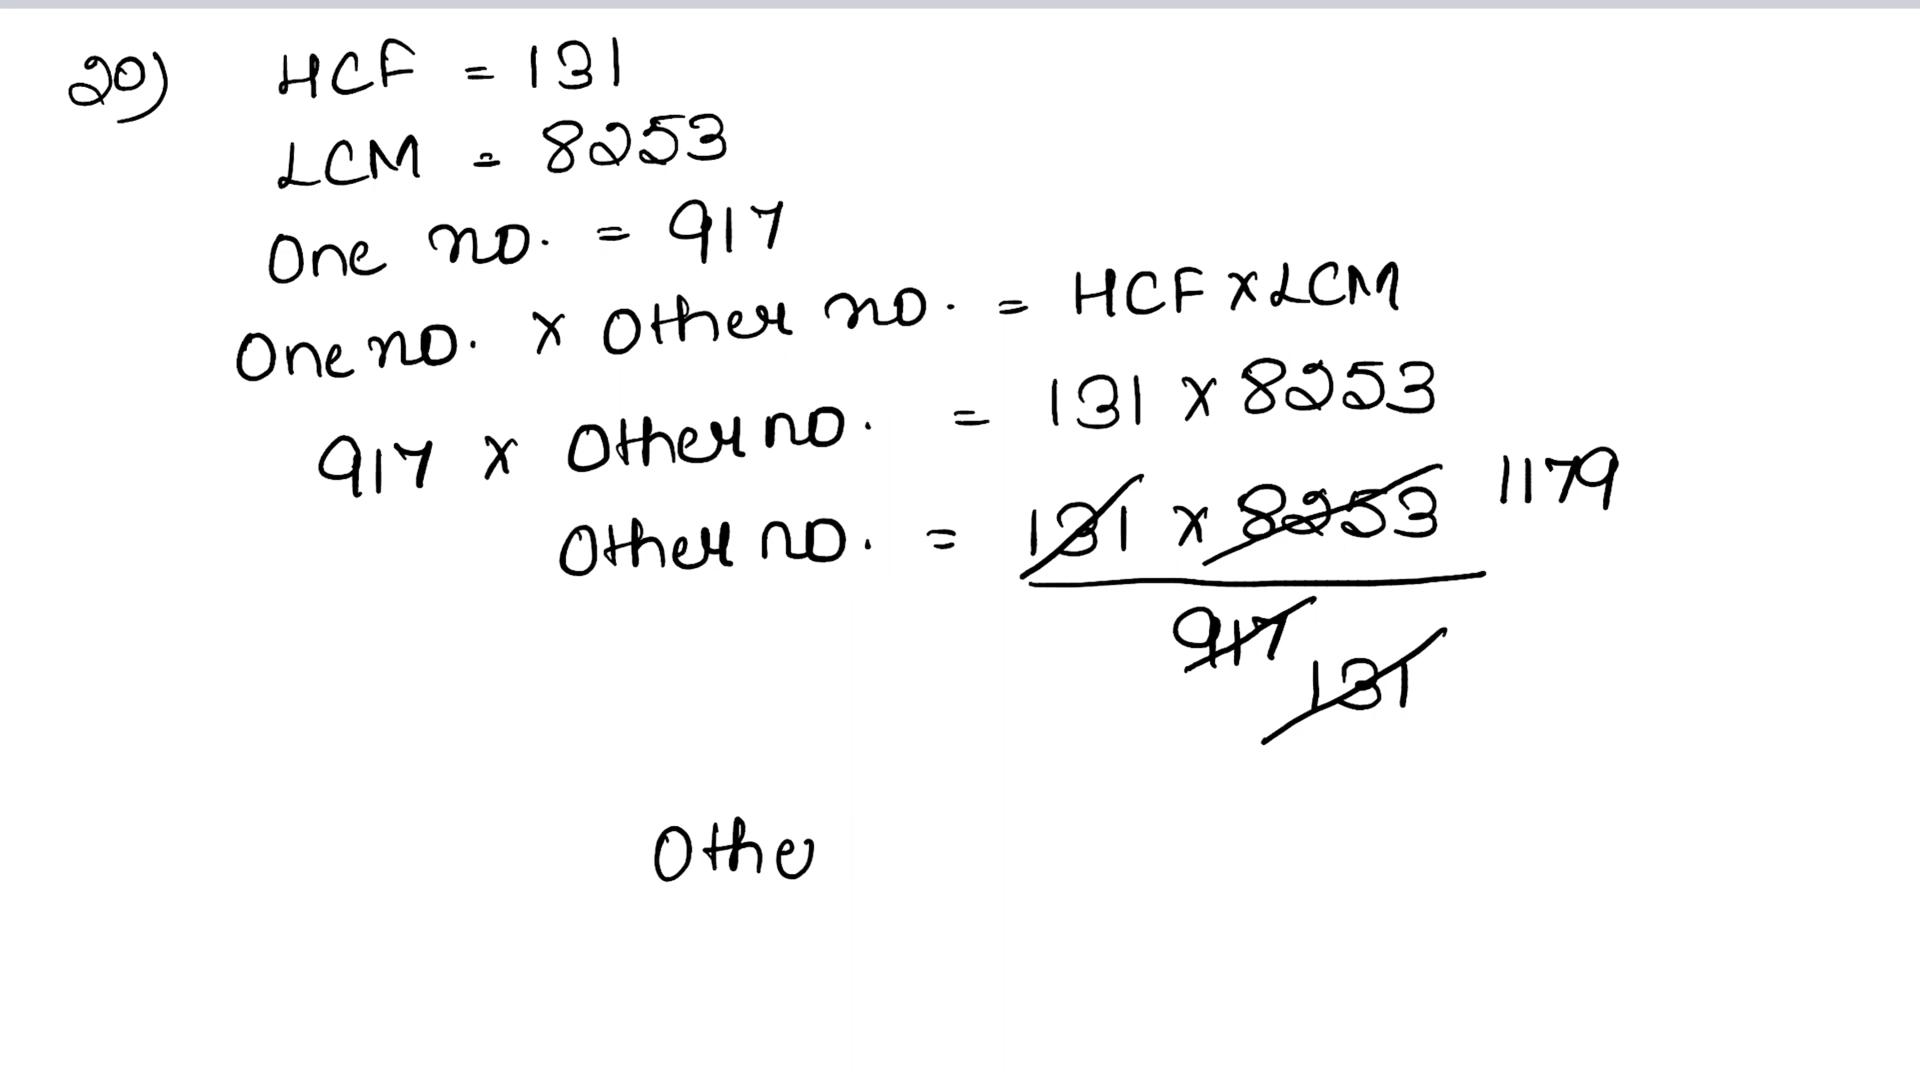 20) HCF = 131
LCM = 8253
One no. = 917
One no. x Other no. = HCF x LCM
917 x Other no. = 131 x 8253
Other no. = 131 x 8253 1179
917
131
Othe